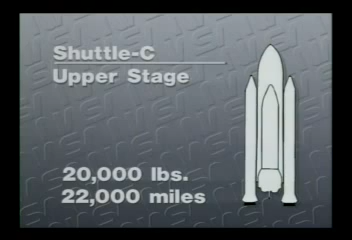 Shuttle-C
Upper Stage
20,000 lbs.
22,000 miles